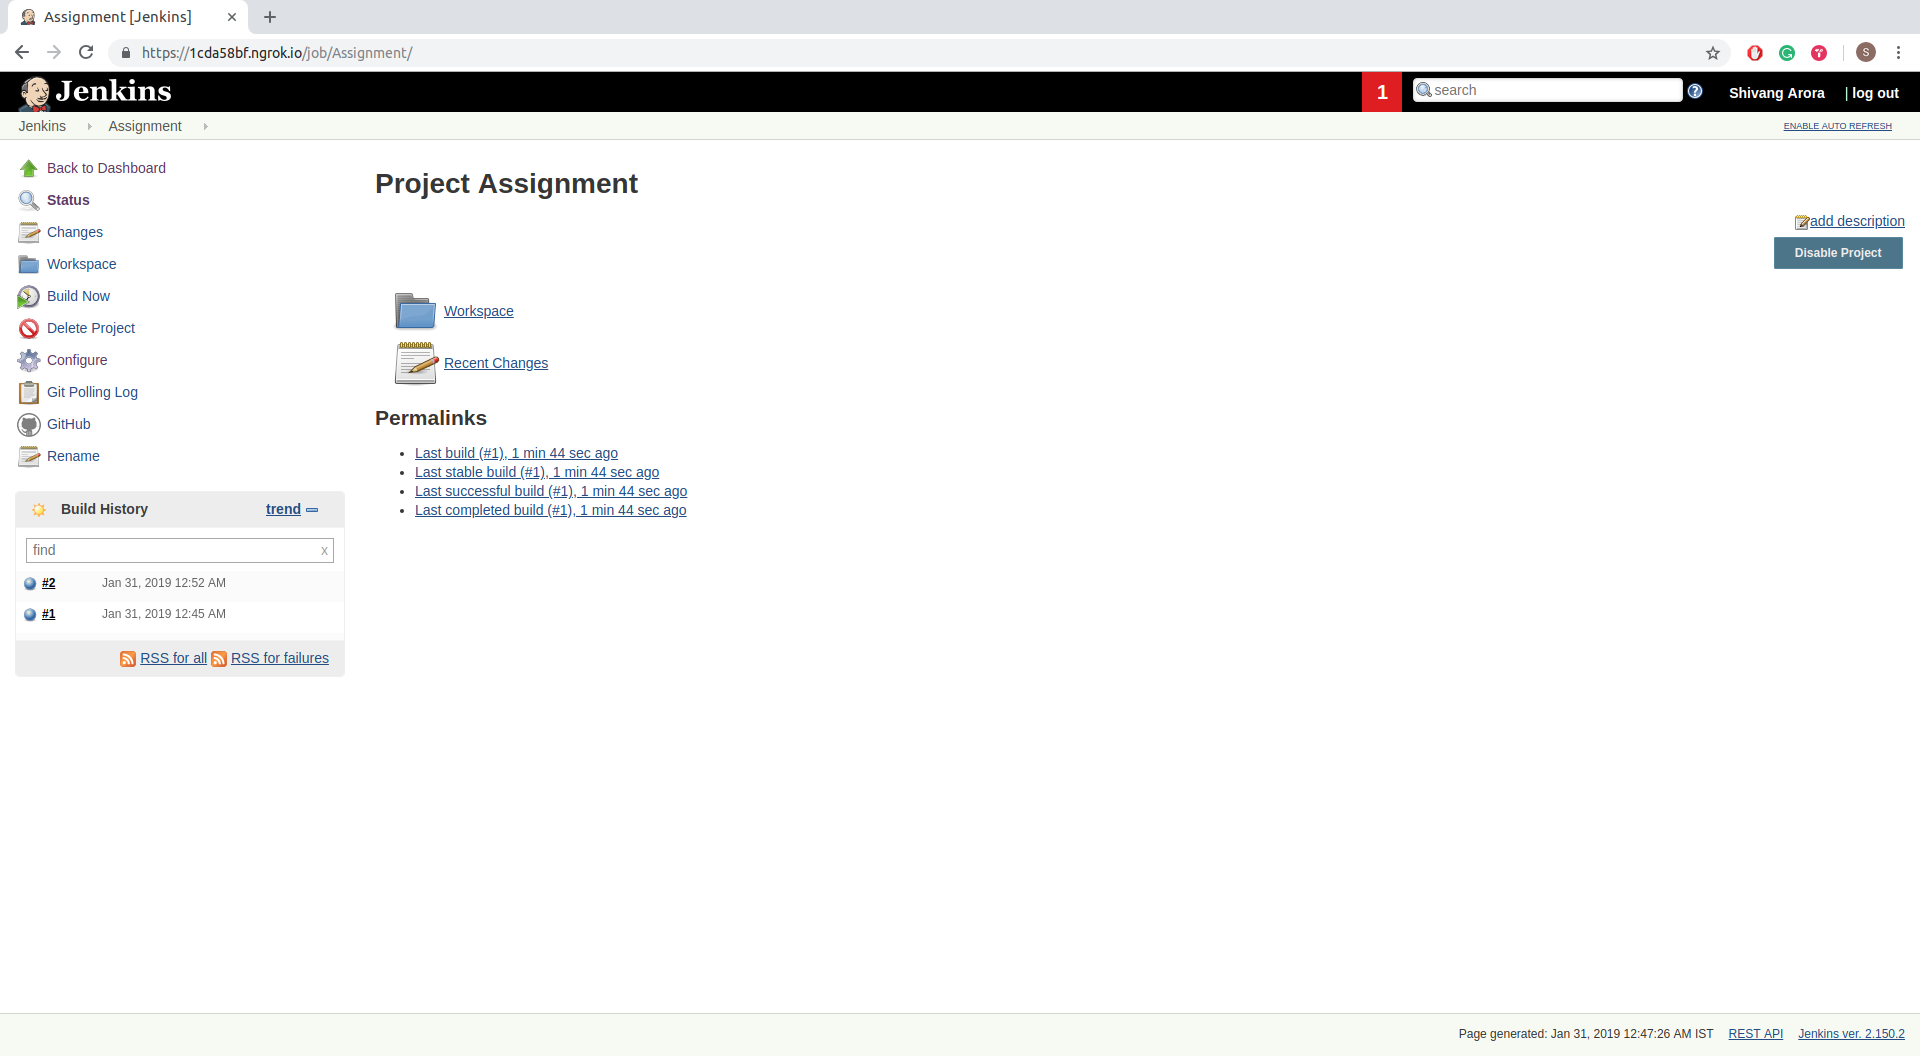 Assignment [Jenkins]
https://1cda58bf.ngrok.io/job/Assignment/
S
Jenkins
1
search
Shivang Arora
| log out
Jenkins
Assignment
ENABLE AUTO REFRESH
Back to Dashboard
Status
Changes
Workspace
Build Now
Delete Project
Configure
Git Polling Log
GitHub
Rename
Build History
trend
find
x
#2 Jan 31, 2019 12:52 AM
#1 Jan 31, 2019 12:45 AM
RSS for all RSS for failures
Project Assignment
add description
Disable Project
Workspace
Recent Changes
Permalinks
Last build (#1), 1 min 44 sec ago
Last stable build (#1), 1 min 44 sec ago
Last successful build (#1), 1 min 44 sec ago
Last completed build (#1), 1 min 44 sec ago
Page generated: Jan 31, 2019 12:47:26 AM IST REST API Jenkins ver. 2.150.2